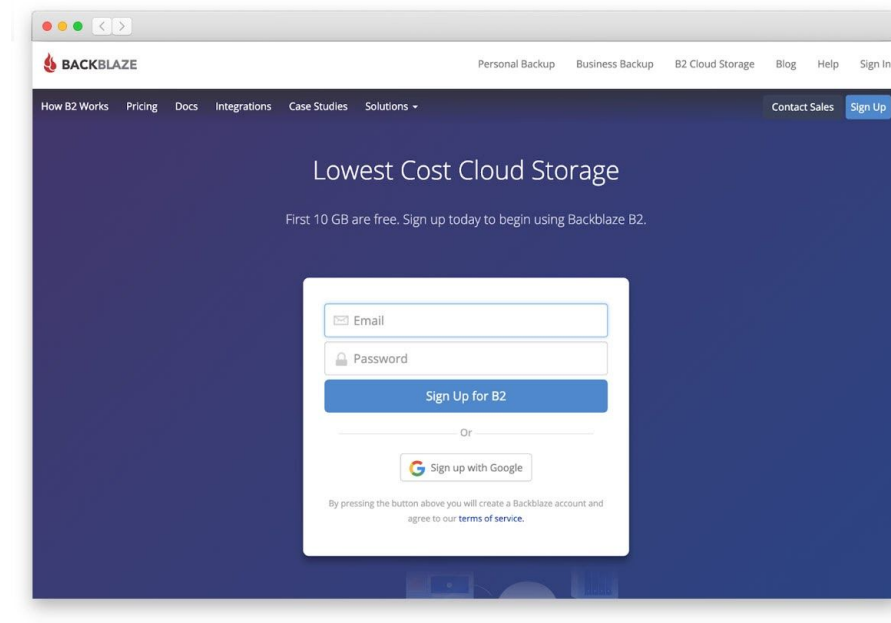 BACKBLAZE
Personal Backup Business Backup B2 Cloud Storage Blog Help Sign In
How B2 Works Pricing Docs Integrations Case Studies Solutions
Contact Sales Sign Up
Lowest Cost Cloud Storage
First 10 GB are free. Sign up today to begin using Backblaze B2.
Email
Password
Sign Up for B2
Or
Sign up with Google
By pressing the button above you will create a Backblaze account and
agree to our terms of service.